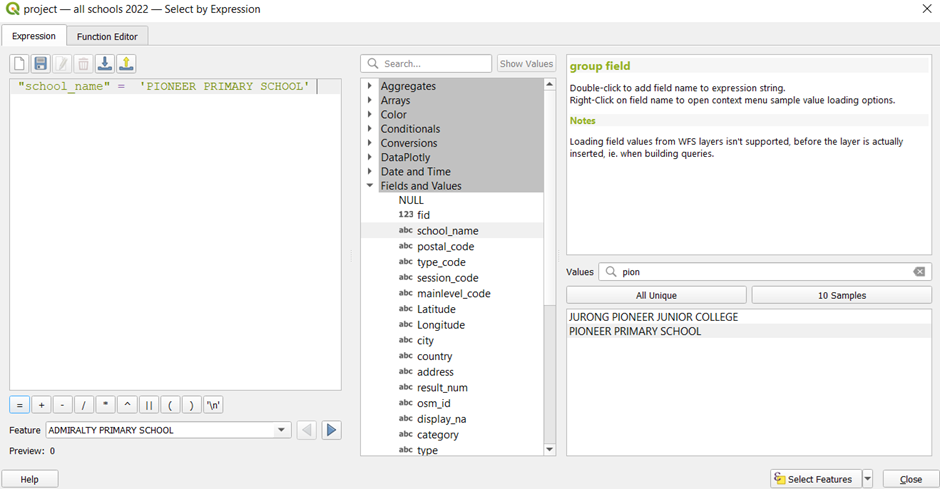 project — all schools 2022 — Select by Expression
Expression
Function Editor
"school_name" = 'PIONEER PRIMARY SCHOOL'
= + - / * ^ || ( ) '\n'
Feature ADMIRALTY PRIMARY SCHOOL
Preview: 0
Search...
Show Values
Aggregates
Arrays
Color
Conditionals
Conversions
DataPlotly
Date and Time
Fields and Values
NULL
123 fid
abc school_name
abc postal_code
abc type_code
abc session_code
abc mainlevel_code
abc Latitude
abc Longitude
abc city
abc country
abc address
abc result_num
abc osm_id
abc display_na
abc category
abc type
group field
Double-click to add field name to expression string.
Right-Click on field name to open context menu sample value loading options.
Notes
Loading field values from WFS layers isn't supported, before the layer is actually
inserted, ie. when building queries.
Values pion
All Unique
10 Samples
JURONG PIONEER JUNIOR COLLEGE
PIONEER PRIMARY SCHOOL
Help
Select Features
Close